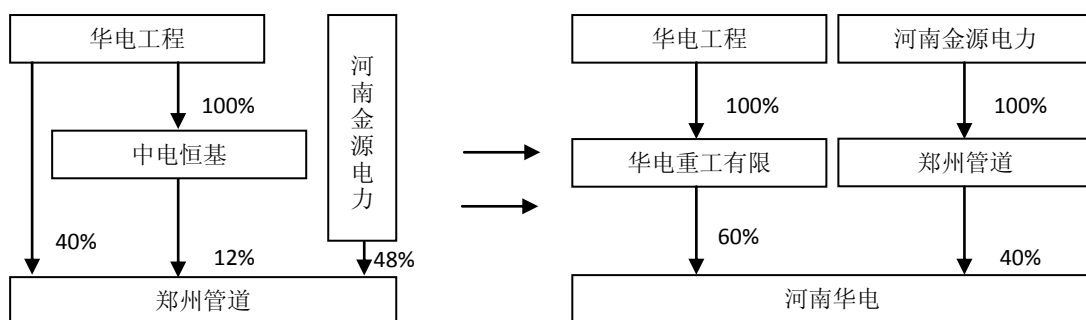 华电工程
河南金源电力
100%
中电恒基
40%
12%
48%
郑州管道
华电工程
河南金源电力
100%
100%
华电重工有限
郑州管道
60%
40%
河南华电